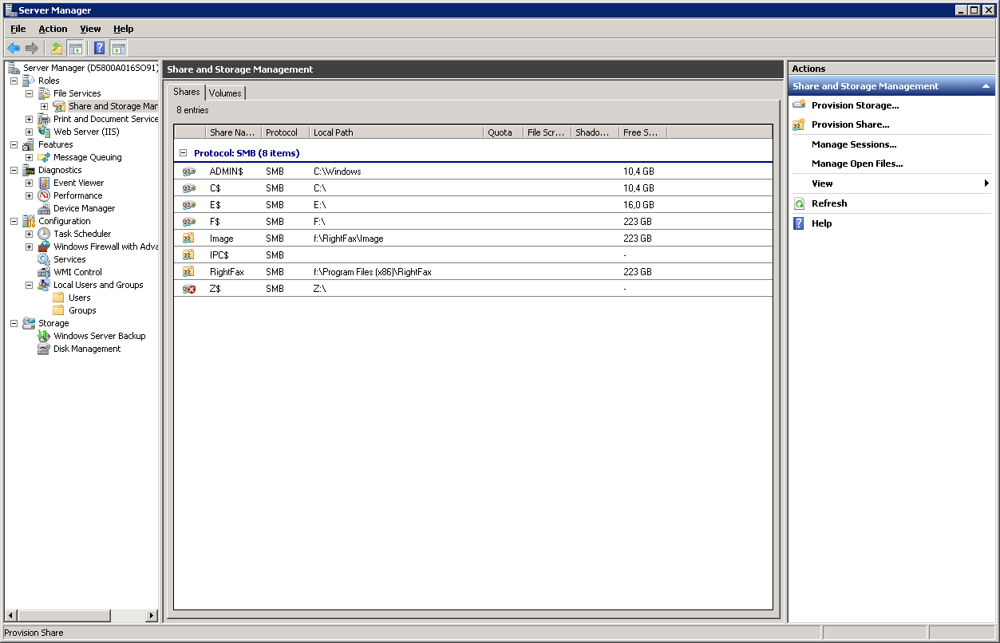 Server Manager
File Action View Help
Server Manager (D5800A016SO91)
Roles
File Services
Share and Storage Mar
Print and Document Service
Web Server (IIS)
Features
Message Queuing
Diagnostics
Event Viewer
Performance
Device Manager
Configuration
Task Scheduler
Windows Firewall with Adva
Services
WMI Control
Local Users and Groups
Users
Groups
Storage
Windows Server Backup
Disk Management
Share and Storage Management
Shares Volumes
8 entries
Share Na... Protocol Local Path Quota File Scr... Shado... Free S...
Protocol: SMB (8 items)
ADMIN$ SMB C:\Windows 10,4 GB
C$ SMB C:\ 10,4 GB
E$ SMB E:\ 16,0 GB
F$ SMB F:\ 223 GB
Image SMB f:\RightFax\Image 223 GB
IPC$ SMB -
RightFax SMB f:\Program Files (x86)\RightFax 223 GB
Z$ SMB Z:\ -
Actions
Share and Storage Management
Provision Storage...
Provision Share...
Manage Sessions...
Manage Open Files...
View
Refresh
Help
Provision Share